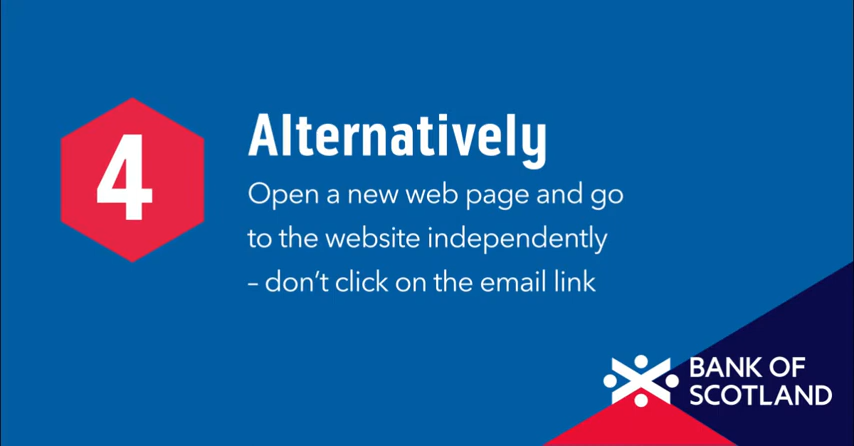 4
Alternatively
Open a new web page and go
to the website independently
– don’t click on the email link
BANK OF
SCOTLAND